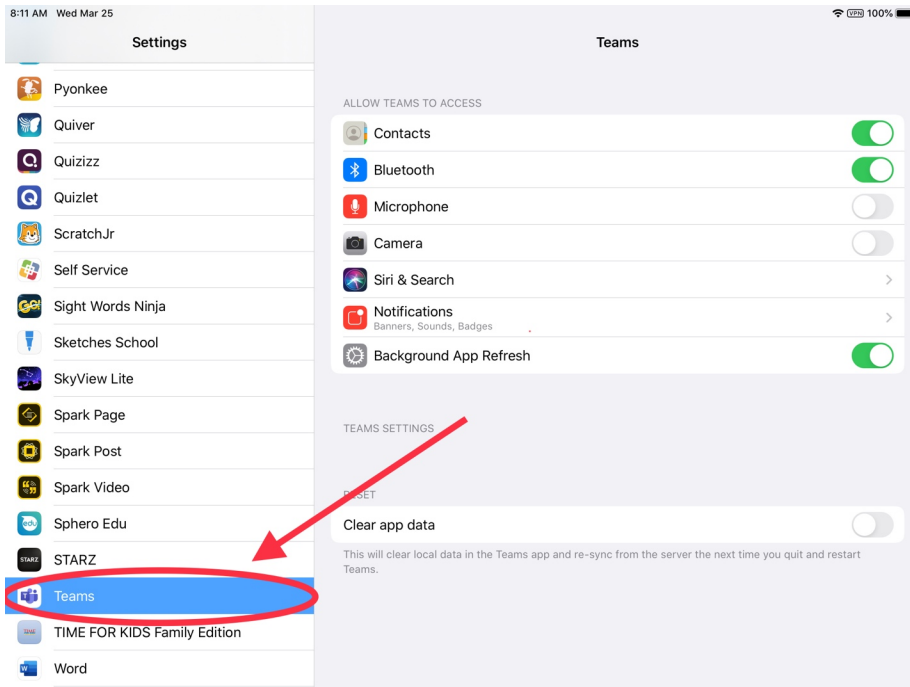 8:11 AM Wed Mar 25
VPN 100%
Settings
Pyonkee
Quiver
Quizizz
Quizlet
ScratchJr
Self Service
GO!
Sight Words Ninja
Sketches School
SkyView Lite
Spark Page
Spark Post
Spark Video
edu
Sphero Edu
STARZ
STARZ
Teams
TIME
TIME FOR KIDS Family Edition
W
Word
Teams
ALLOW TEAMS TO ACCESS
Contacts
Bluetooth
Microphone
Camera
Siri & Search
Notifications
Banners, Sounds, Badges
Background App Refresh
TEAMS SETTINGS
RESET
Clear app data
This will clear local data in the Teams app and re-sync from the server the next time you quit and restart
Teams.